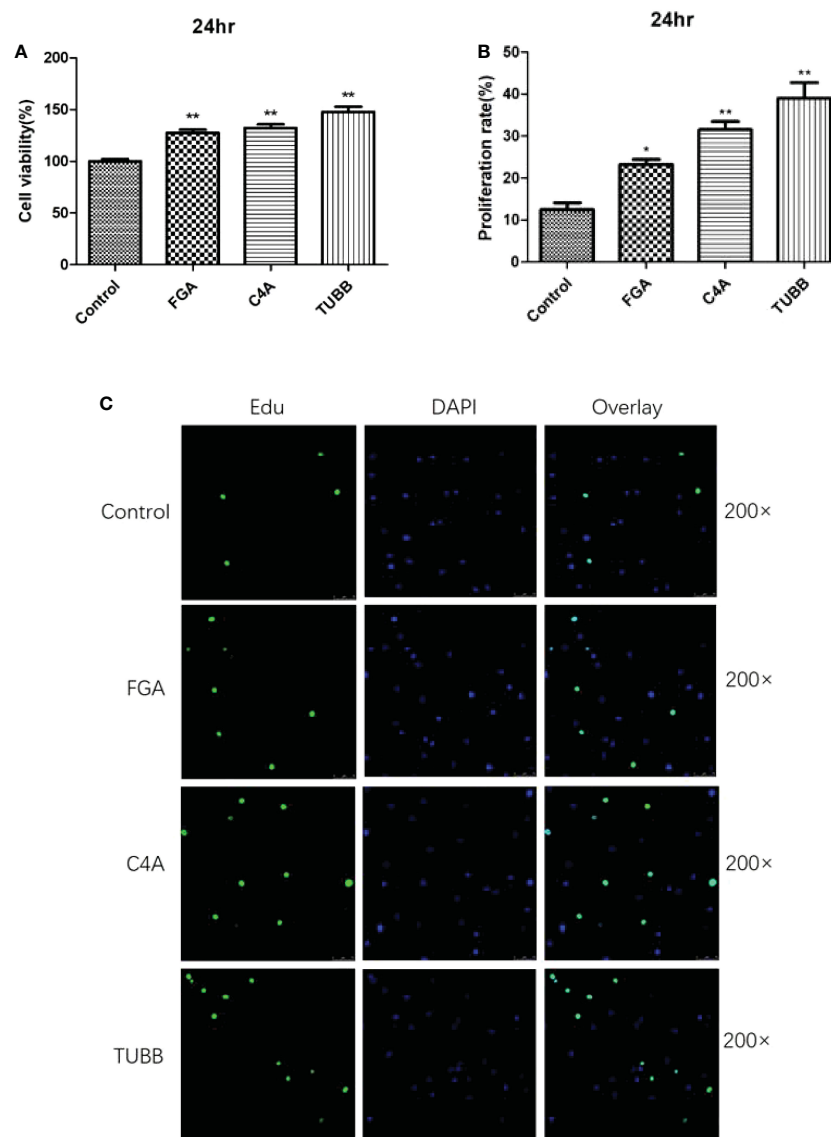 24hr
A
Cell viability(%)
200
150
100
50
0
**
**
**
Control
FGA
C4A
TUBB
24hr
B
Proliferation rate(%)
50
40
30
20
10
0
*
**
**
Control
FGA
C4A
TUBB
C
Edu DAPI Overlay
Control 200×
FGA 200×
C4A 200×
TUBB 200×